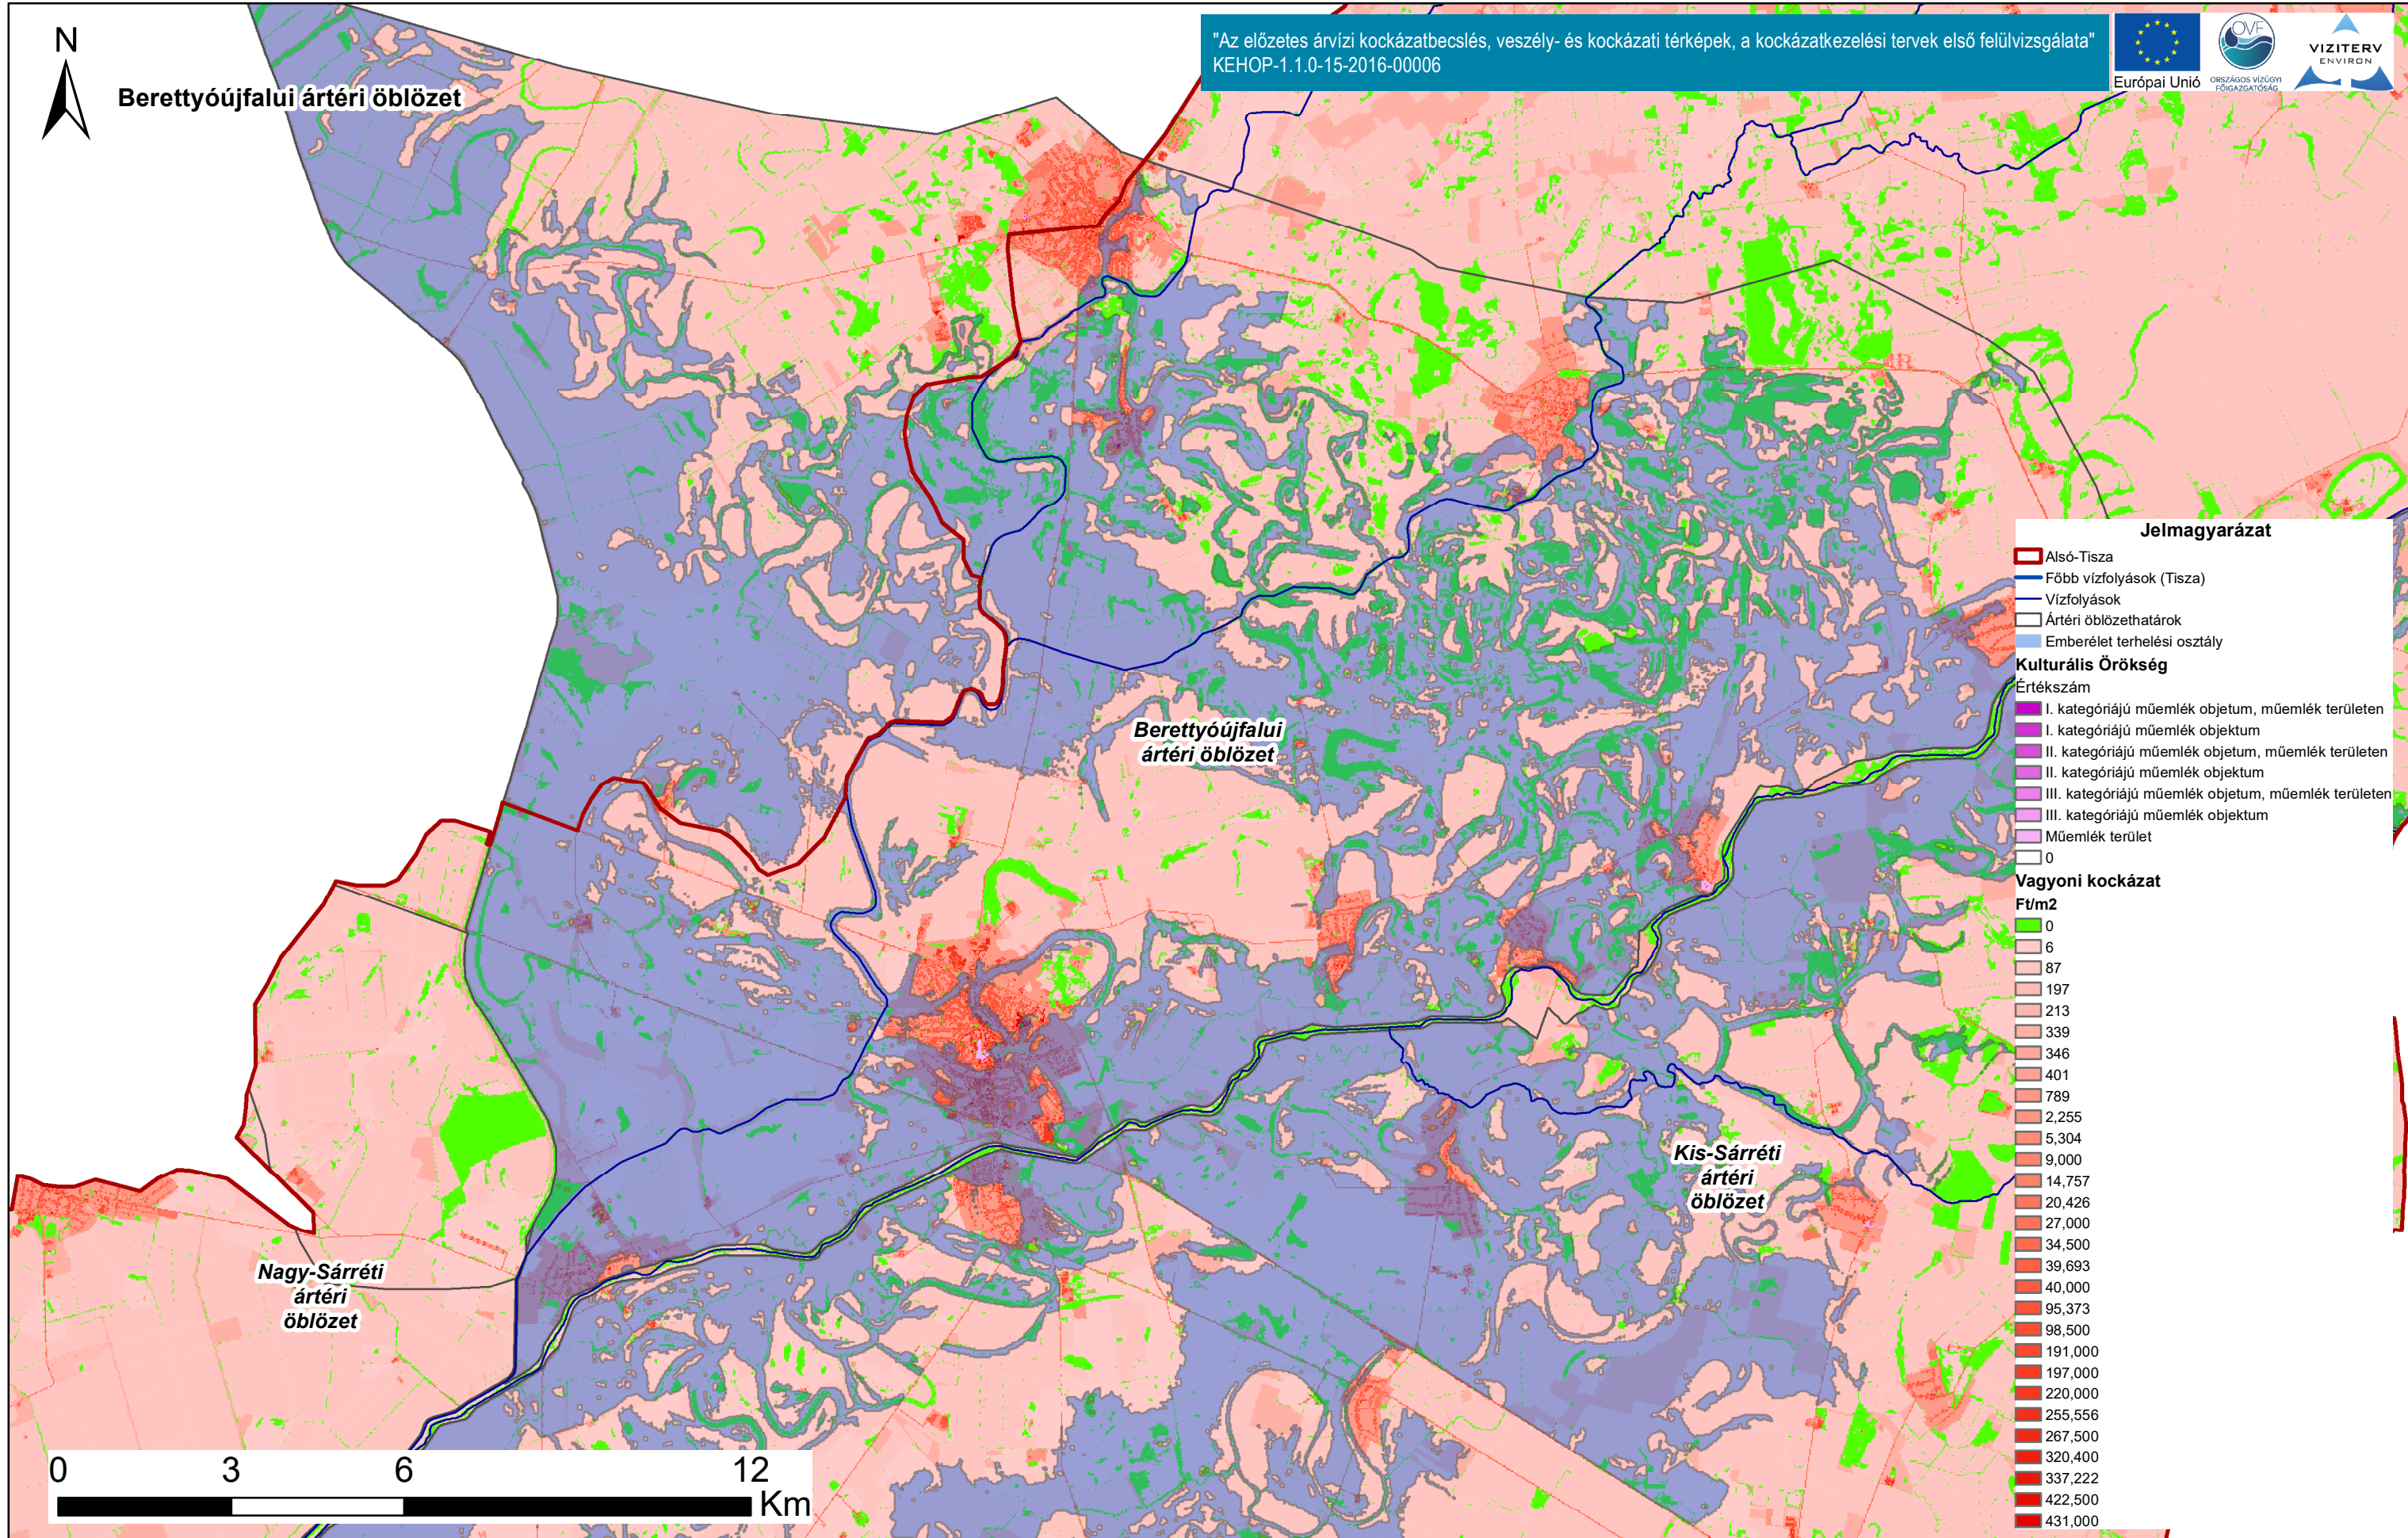 N
Berettyóújfalui ártéri öblözet
"Az előzetes árvízi kockázatbecslés, veszély- és kockázati térképek, a kockázatkezelési tervek első felülvizsgálata"
KEHOP-1.1.0-15-2016-00006
Európai Unió
OVF
ORSZÁGOS VÍZÜGYI
FŐIGAZGATÓSÁG
VIZITERV
ENVIRON
Berettyóújfalui
ártéri öblözet
Kis-Sárréti
ártéri
öblözet
Nagy-Sárréti
ártéri
öblözet
0 3 6 12
Km
Jelmagyarázat
Alsó-Tisza
Főbb vízfolyások (Tisza)
Vízfolyások
Ártéri öblözethatárok
Emberélet terhelési osztály
Kulturális Örökség
Értékszám
I. kategóriájú műemlék objetum, műemlék területen
I. kategóriájú műemlék objektum
II. kategóriájú műemlék objetum, műemlék területen
II. kategóriájú műemlék objektum
III. kategóriájú műemlék objetum, műemlék területen
III. kategóriájú műemlék objektum
Műemlék terület
0
Vagyoni kockázat
Ft/m2
0
6
87
197
213
339
346
401
789
2,255
5,304
9,000
14,757
20,426
27,000
34,500
39,693
40,000
95,373
98,500
191,000
197,000
220,000
255,556
267,500
320,400
337,222
422,500
431,000